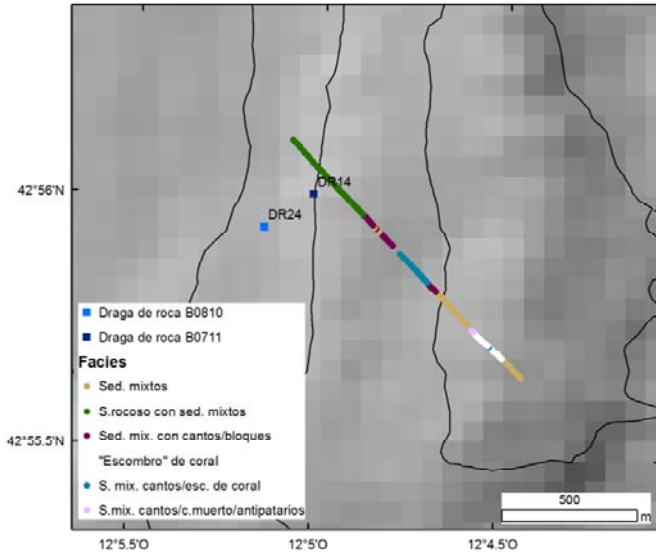 42°56'N
DR14
DR24
Draga de roca B0810
Draga de roca B0711
Facies
Sed. mixtos
S.rocoso con sed. mixtos
Sed. mix. con cantos/bloques
"Escombro" de coral
S. mix. cantos/esc. de coral
S.mix. cantos/c.muerto/antipatarios
42°55.5'N
500
m
12°5.5'O
12°5'O
12°4.5'O